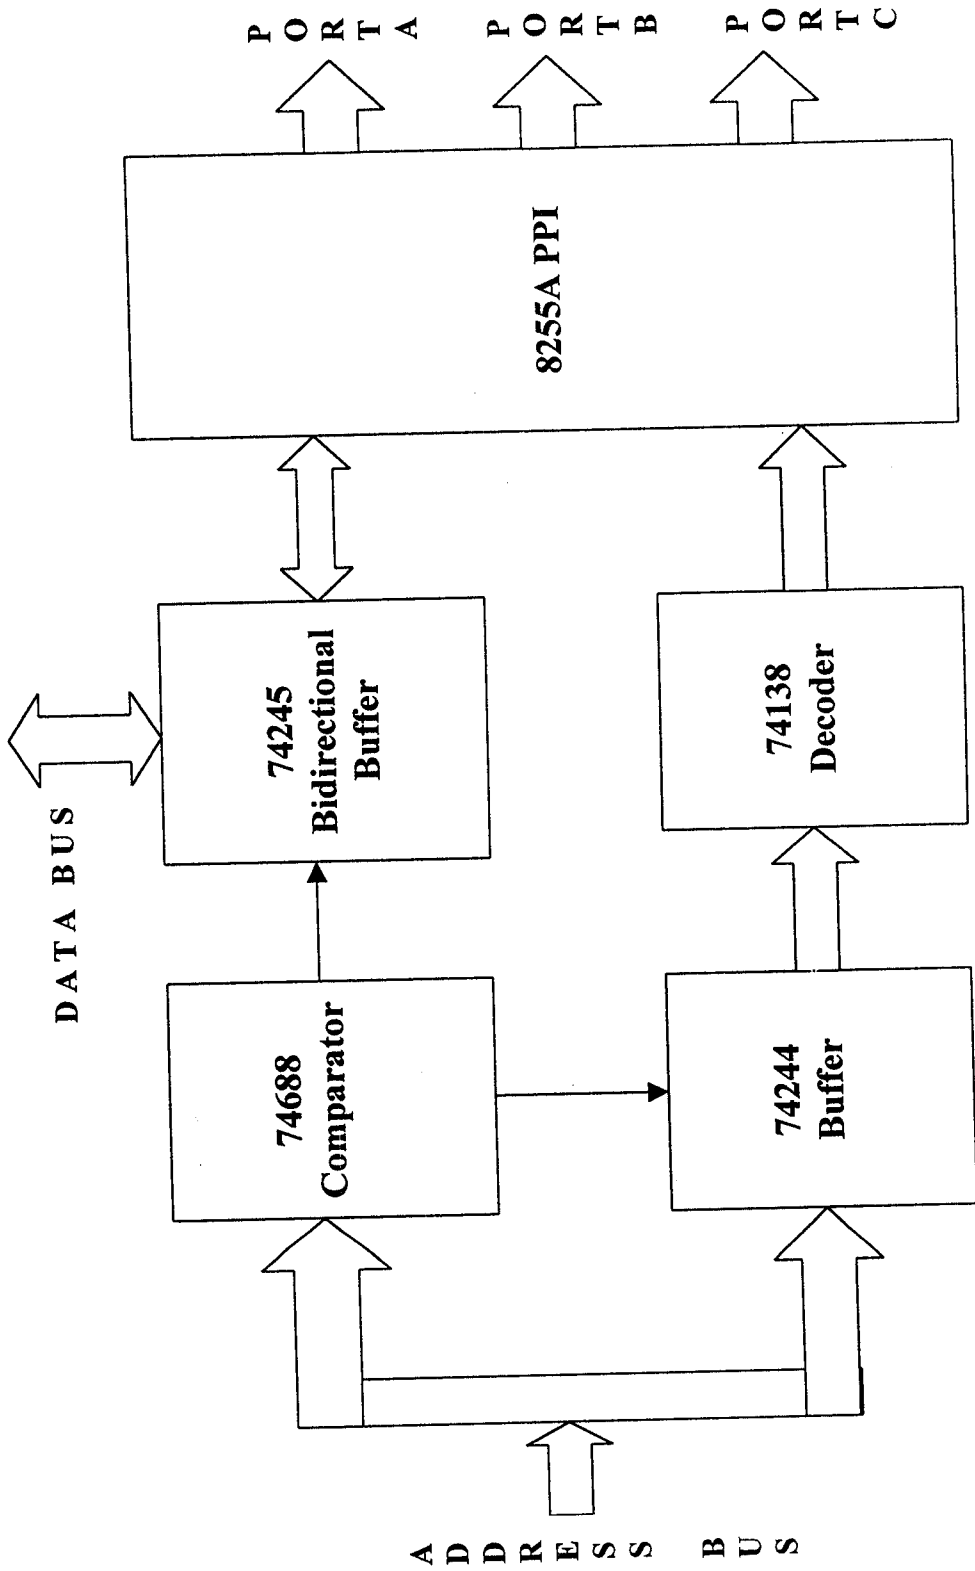 DATA BUS
ADDRESS BUS
74688
Comparator
74245
Bidirectional
Buffer
74244
Buffer
74138
Decoder
8255A PPI
PORT A
PORT B
PORT C